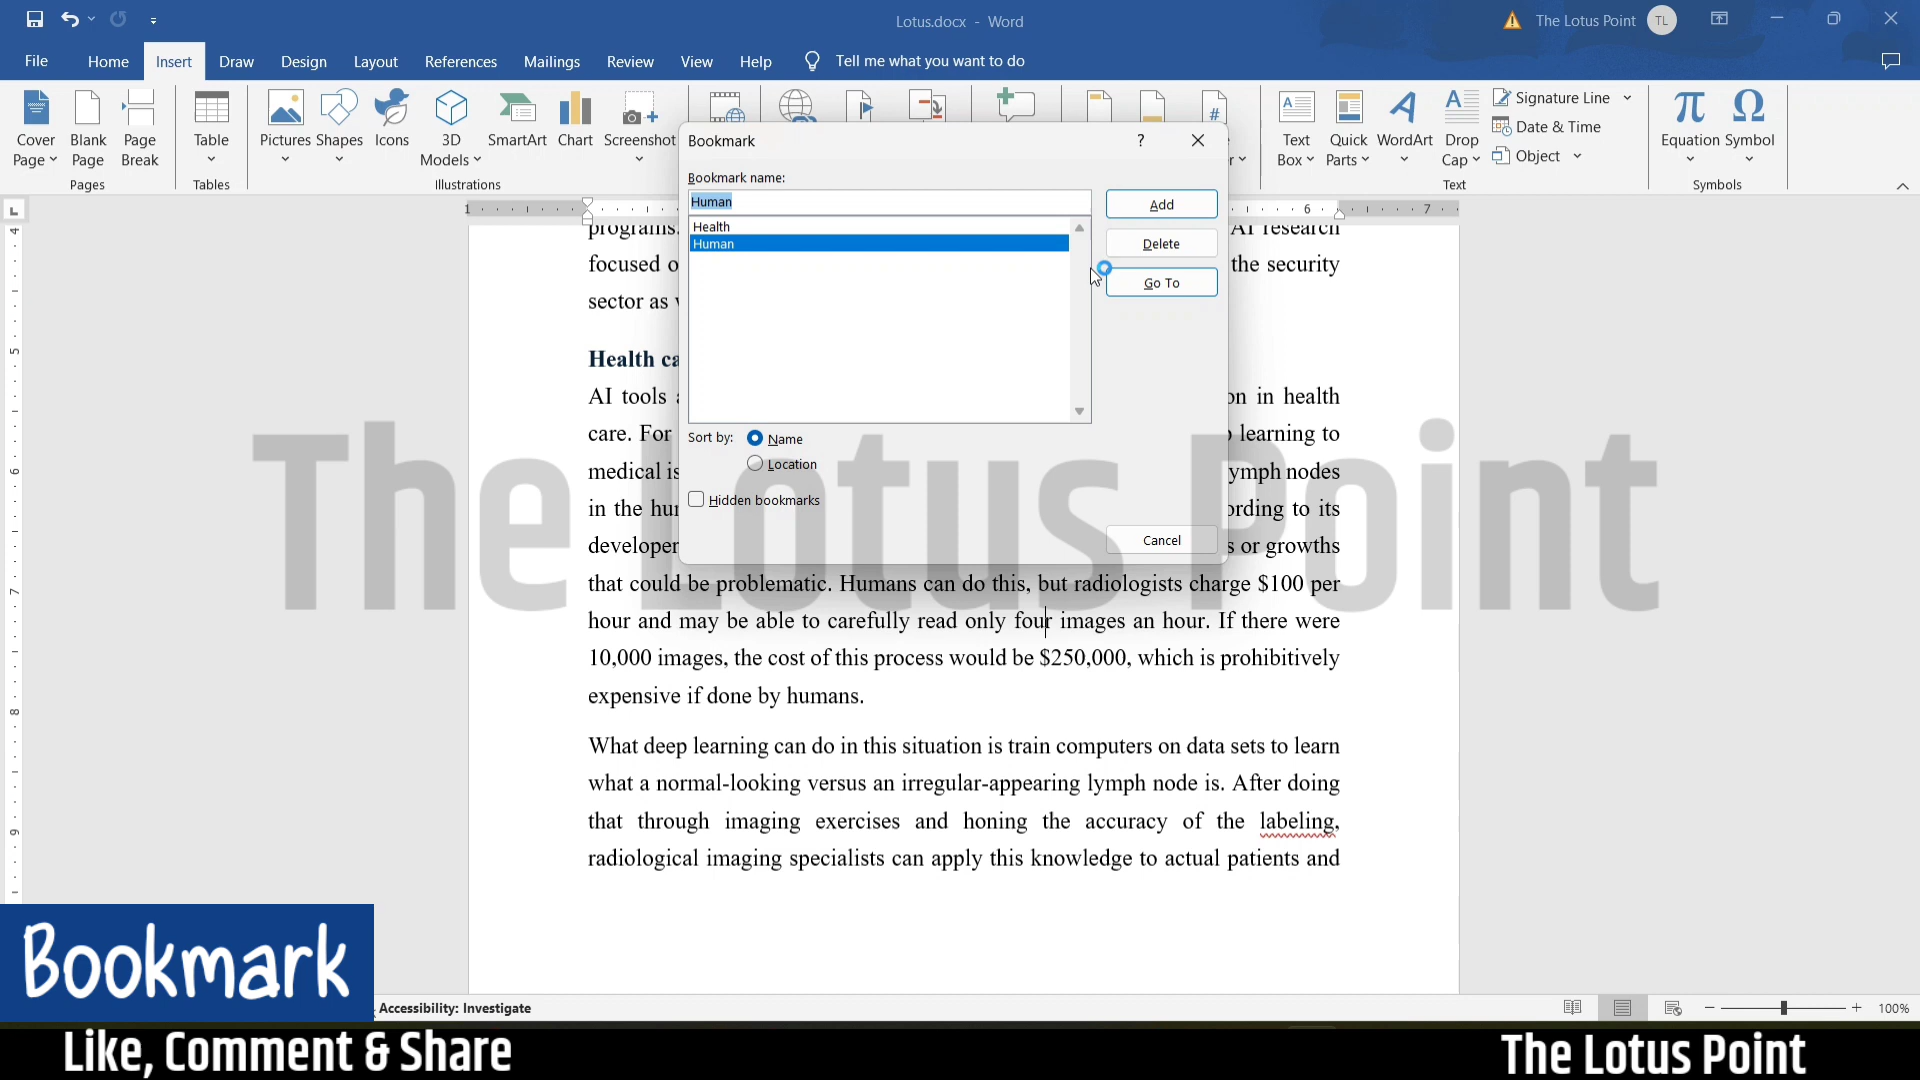 Lotus.docx - Word
The Lotus Point
TL
File
Home
Insert
Draw
Design
Layout
References
Mailings
Review
View
Help
Tell me what you want to do
Cover
Page
Blank
Page
Page
Break
Pages
Table
Tables
Pictures
Shapes
Icons
3D
Models
SmartArt
Chart
Screenshot
Illustrations
Text
Box
Quick
Parts
WordArt
Drop
Cap
Signature Line
Date & Time
Object
Text
Equation
Symbol
Symbols
Bookmark
?
Bookmark name:
Human
Health
Human
Add
Delete
Go To
Sort by:
Name
Location
Hidden bookmarks
Cancel
programs.
AI research
focused o
the security
sector as
Health ca
AI tools
on in health
care. For
learning to
medical is
ymph nodes
in the hu
ording to its
developer
s or growths
that could be problematic. Humans can do this, but radiologists charge $100 per
hour and may be able to carefully read only four images an hour. If there were
10,000 images, the cost of this process would be $250,000, which is prohibitively
expensive if done by humans.
What deep learning can do in this situation is train computers on data sets to learn
what a normal-looking versus an irregular-appearing lymph node is. After doing
that through imaging exercises and honing the accuracy of the labeling,
radiological imaging specialists can apply this knowledge to actual patients and
The Lotus Point
Bookmark
Accessibility: Investigate
100%
Like, Comment & Share
The Lotus Point